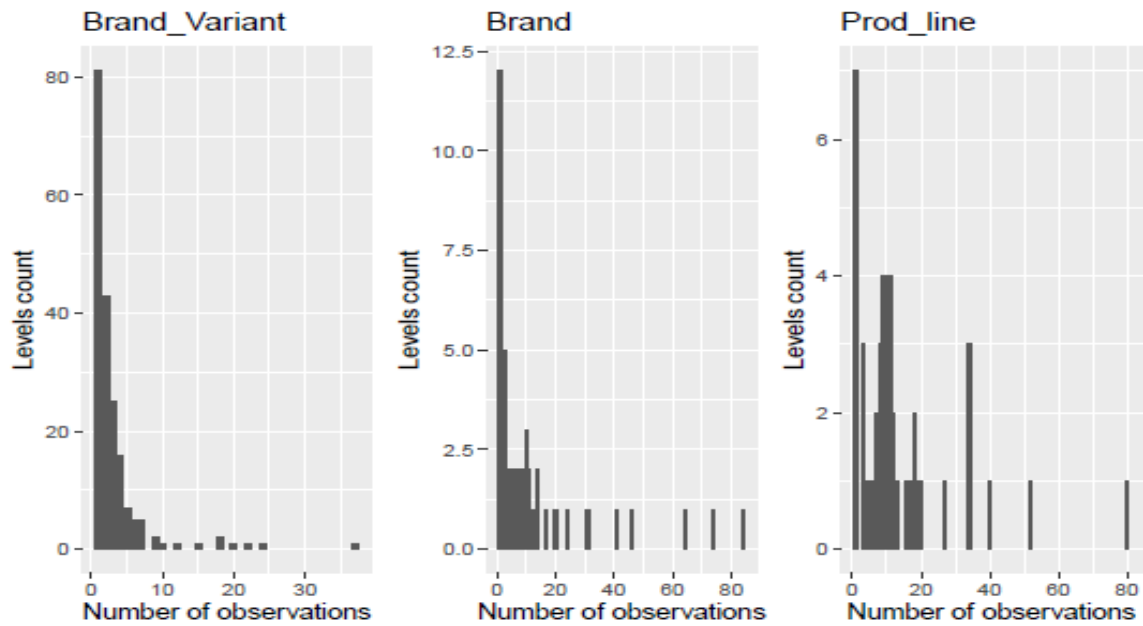 Brand_Variant
80
60
40
20
0
0 10 20 30
Levels count
Number of observations
Brand
12.5
10.0
7.5
5.0
2.5
0.0
0 20 40 60 80
Levels count
Number of observations
Prod_line
6
4
2
0
0 20 40 60 80
Levels count
Number of observations